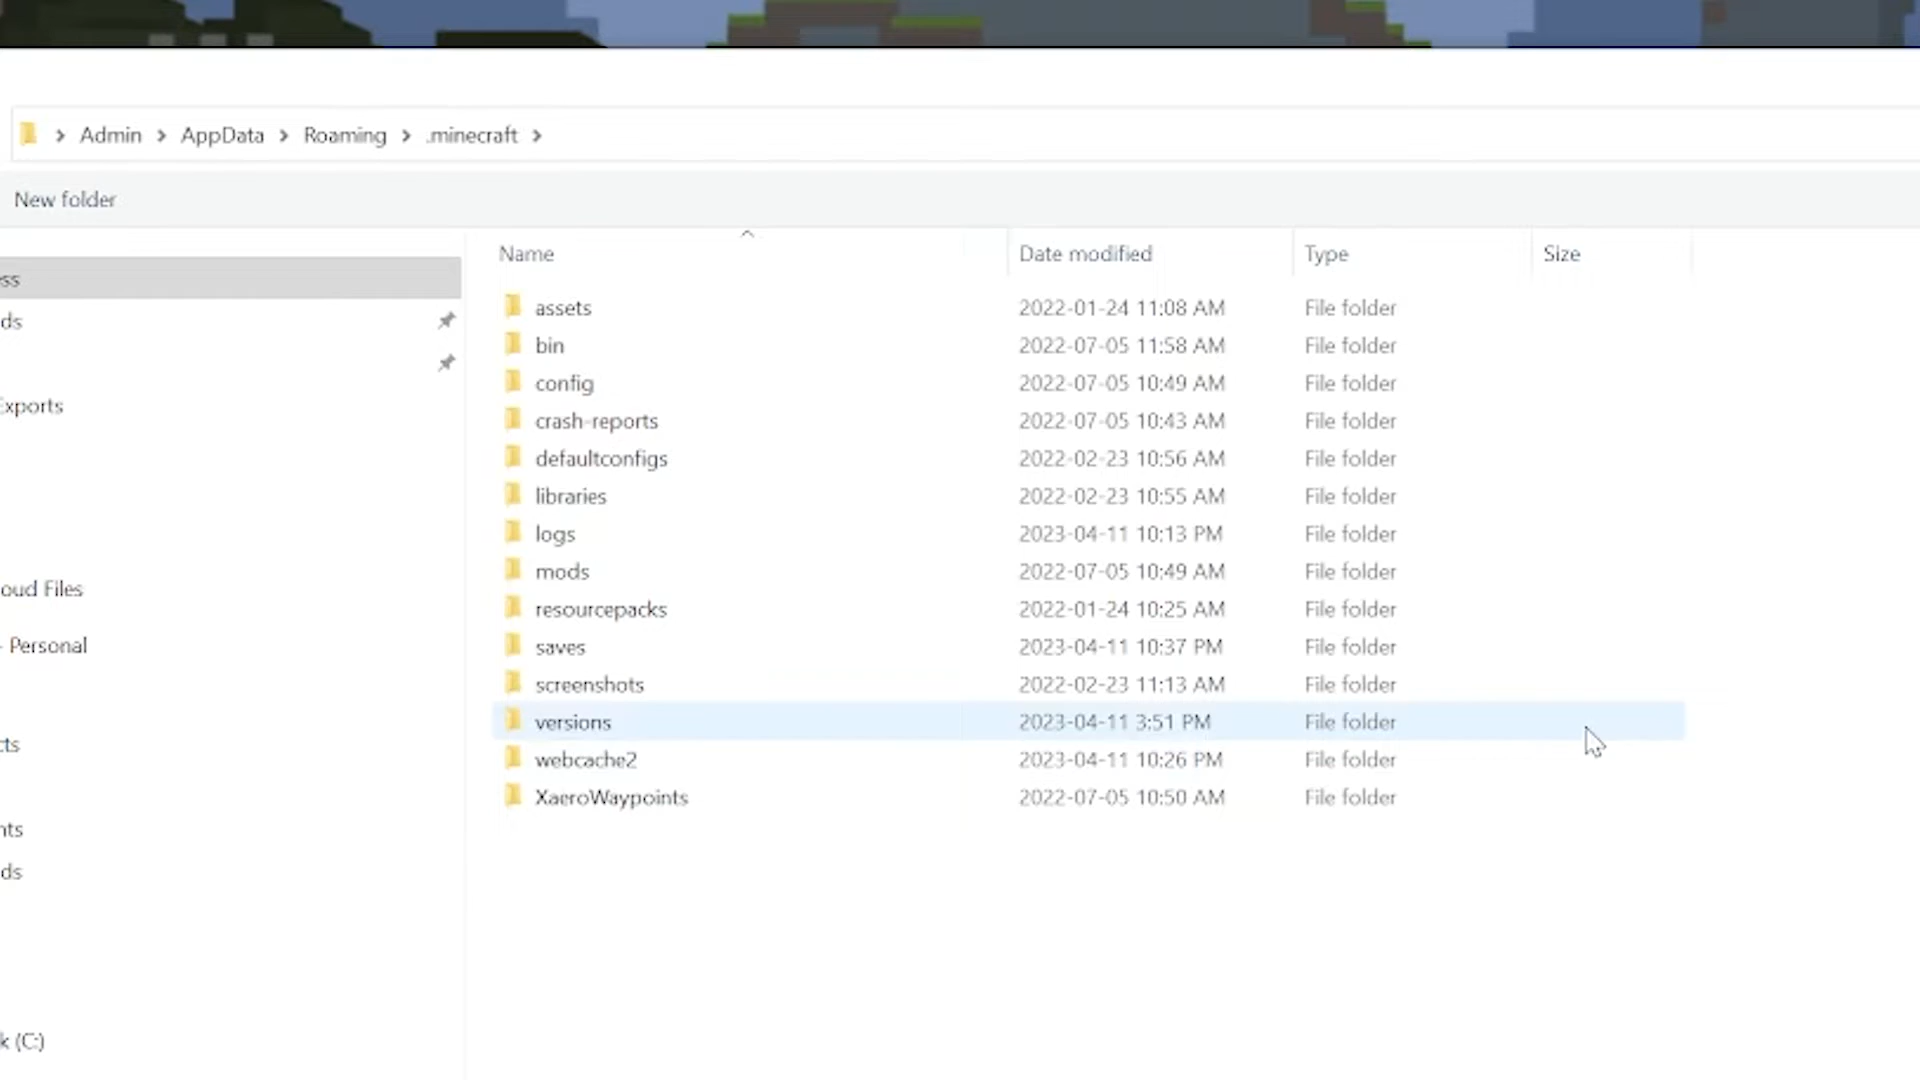 Admin > AppData > Roaming > .minecraft >
New folder
Name Date modified Type Size
ss
ds
Exports
oud Files
- Personal
cts
nts
ds
k (C:)
assets 2022-01-24 11:08 AM File folder
bin 2022-07-05 11:58 AM File folder
config 2022-07-05 10:49 AM File folder
crash-reports 2022-07-05 10:43 AM File folder
defaultconfigs 2022-02-23 10:56 AM File folder
libraries 2022-02-23 10:55 AM File folder
logs 2023-04-11 10:13 PM File folder
mods 2022-07-05 10:49 AM File folder
resourcepacks 2022-01-24 10:25 AM File folder
saves 2023-04-11 10:37 PM File folder
screenshots 2022-02-23 11:13 AM File folder
versions 2023-04-11 3:51 PM File folder
webcache2 2023-04-11 10:26 PM File folder
XaeroWaypoints 2022-07-05 10:50 AM File folder